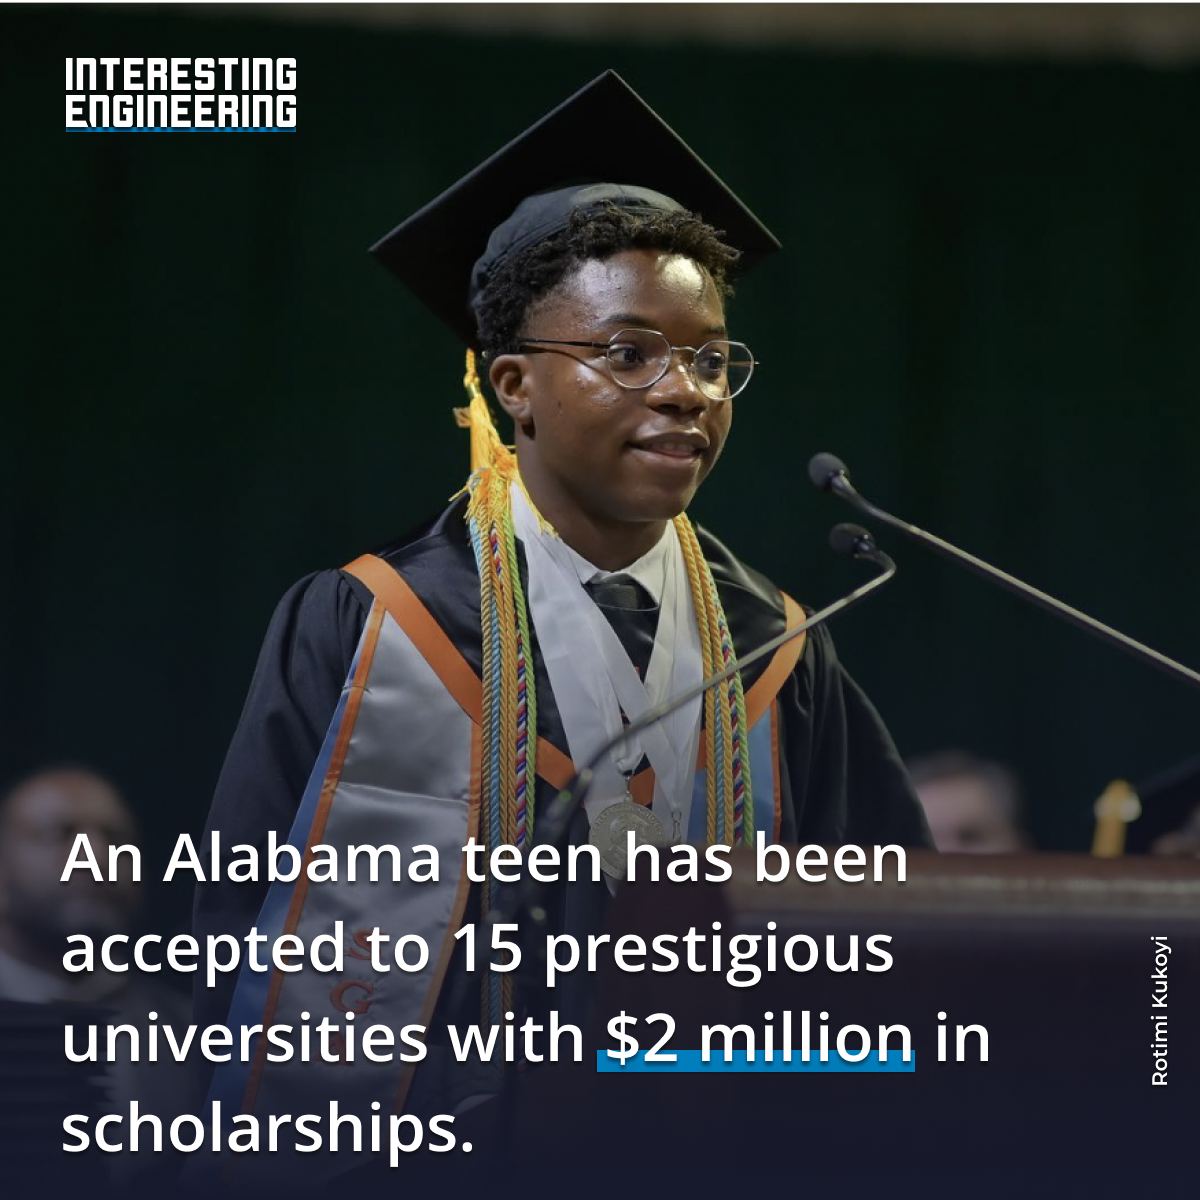 INTERESTING
ENGINEERING
An Alabama teen has been
accepted to 15 prestigious
universities with $2 million in
scholarships.
Rotimi Kukoyi